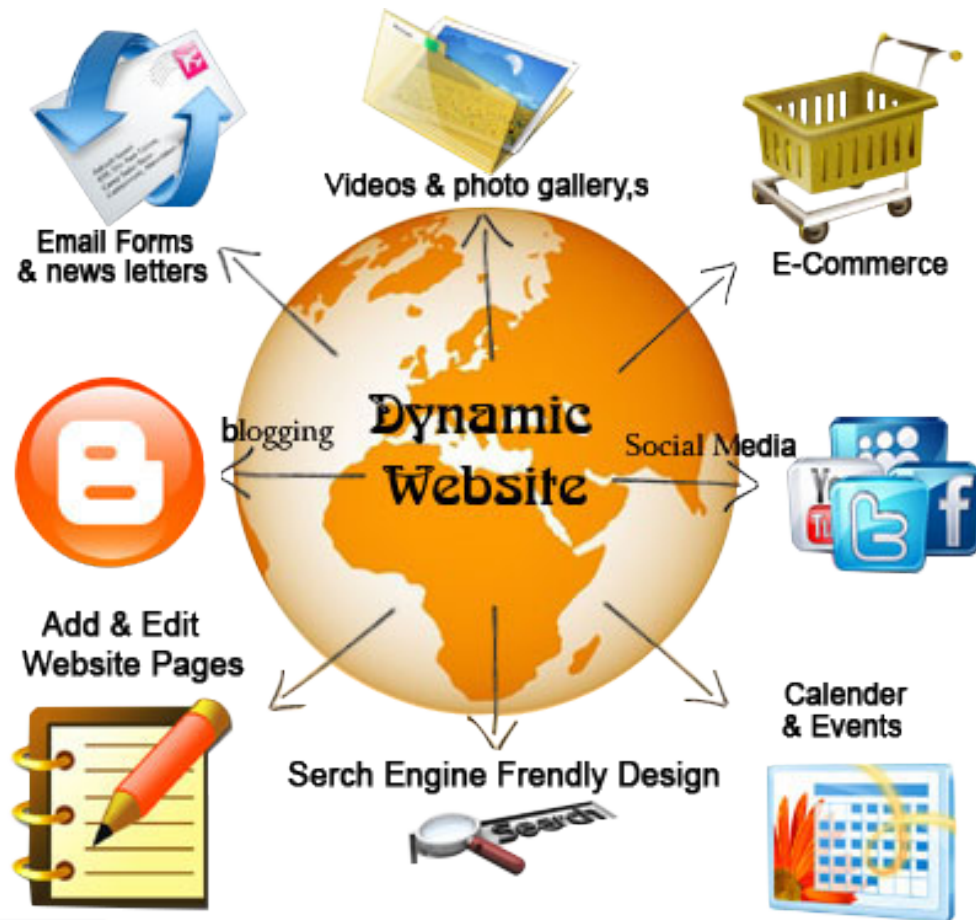 Videos & photo gallery,s
Email Forms
& news letters
E-Commerce
Dynamic
Website
blogging
Social Media
You
f
t
Add & Edit
Website Pages
Calender
& Events
Serch Engine Frendly Design
Search